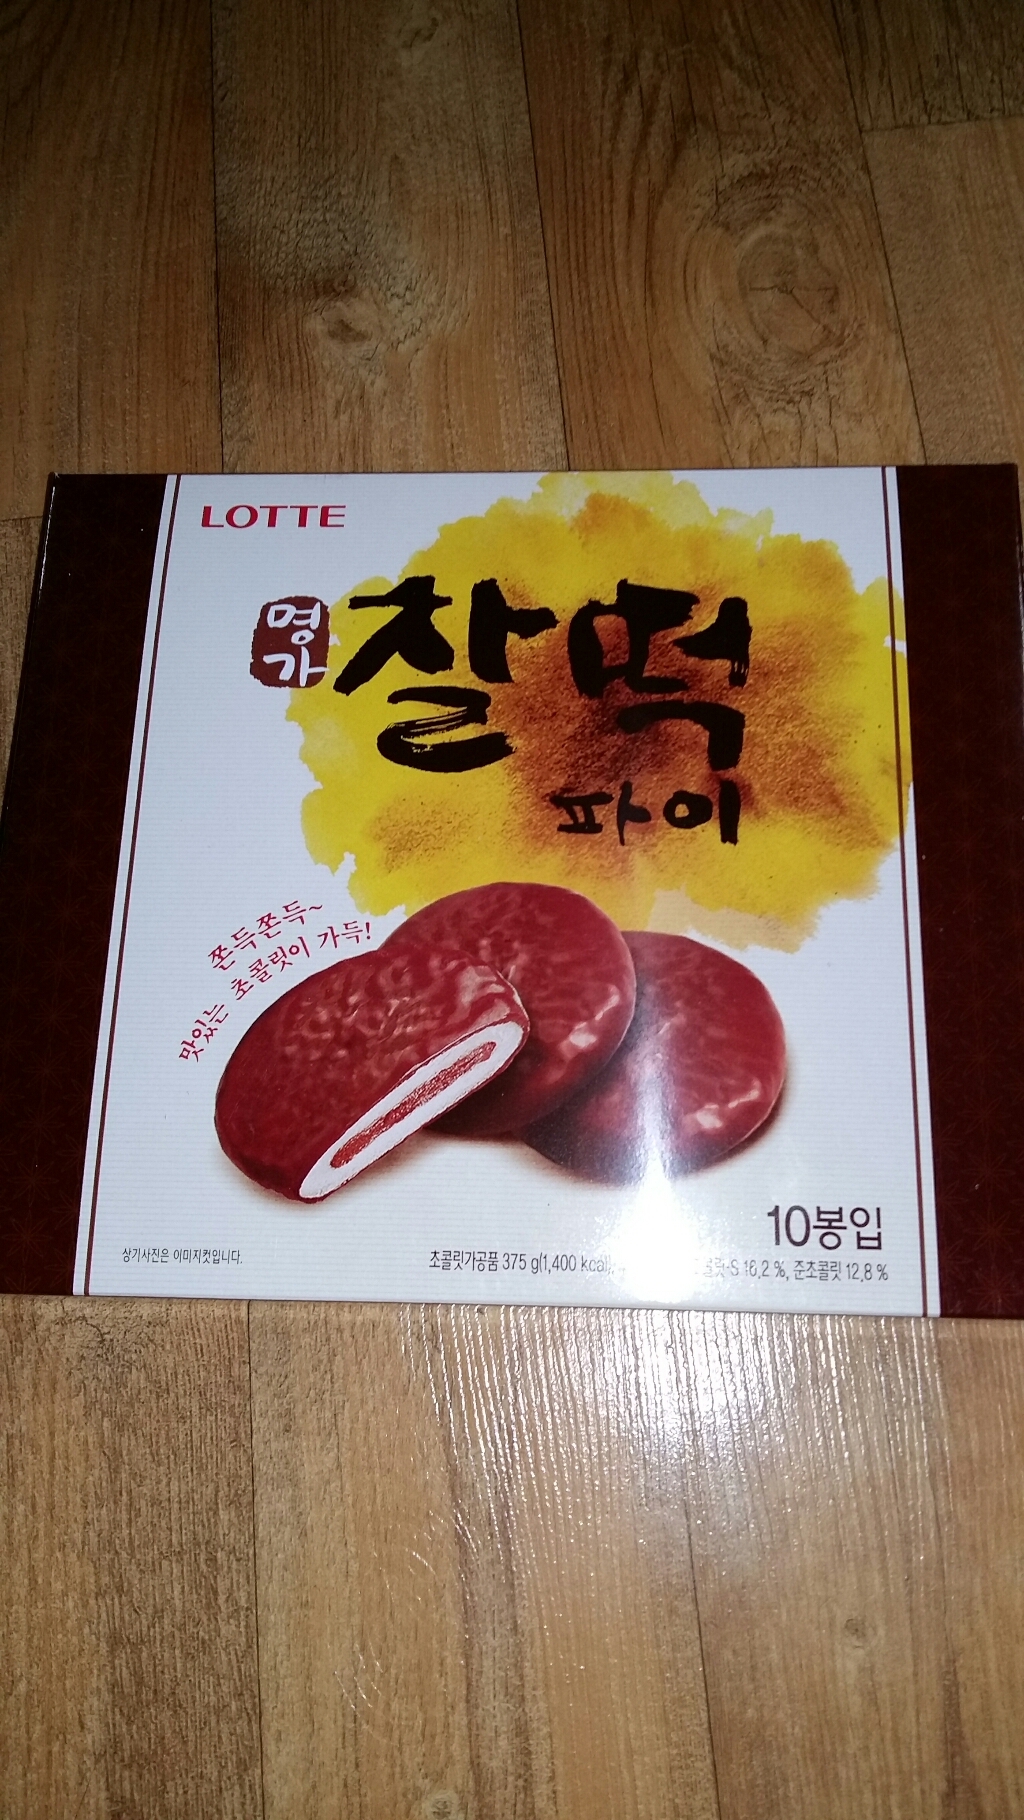 LOTTE
명가
찰떡
파이
쫀득쫀득~
맛있는 초콜릿이 가득!
10봉입
상기사진은 이미지컷입니다.
초콜릿가공품 375 g(1,400 kcal), 준초콜릿 12.8 %